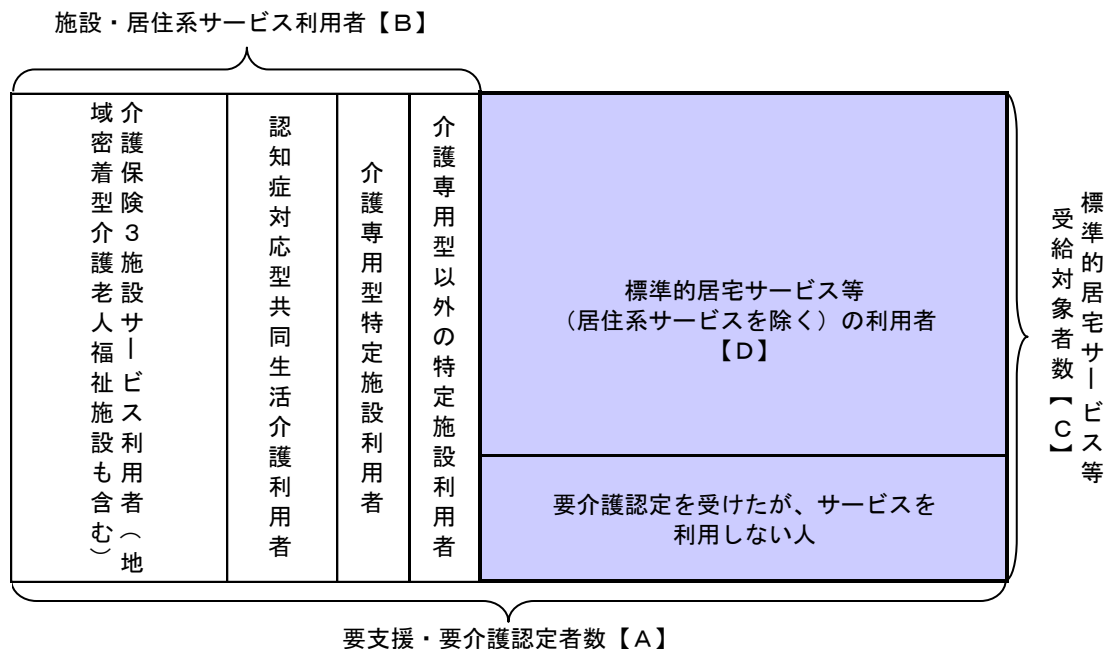 施設・居住系サービス利用者【B】
介護保険3施設サービス利用者（地
域密着型介護老人福祉施設も含む）
認知症対応型共同生活介護利用者
介護専用型特定施設利用者
介護専用型以外の特定施設利用者
標準的居宅サービス等
（居住系サービスを除く）の利用者
【D】
要介護認定を受けたが、サービスを
利用しない人
標準的居宅サービス等
受給対象者数【C】
要支援・要介護認定者数【A】